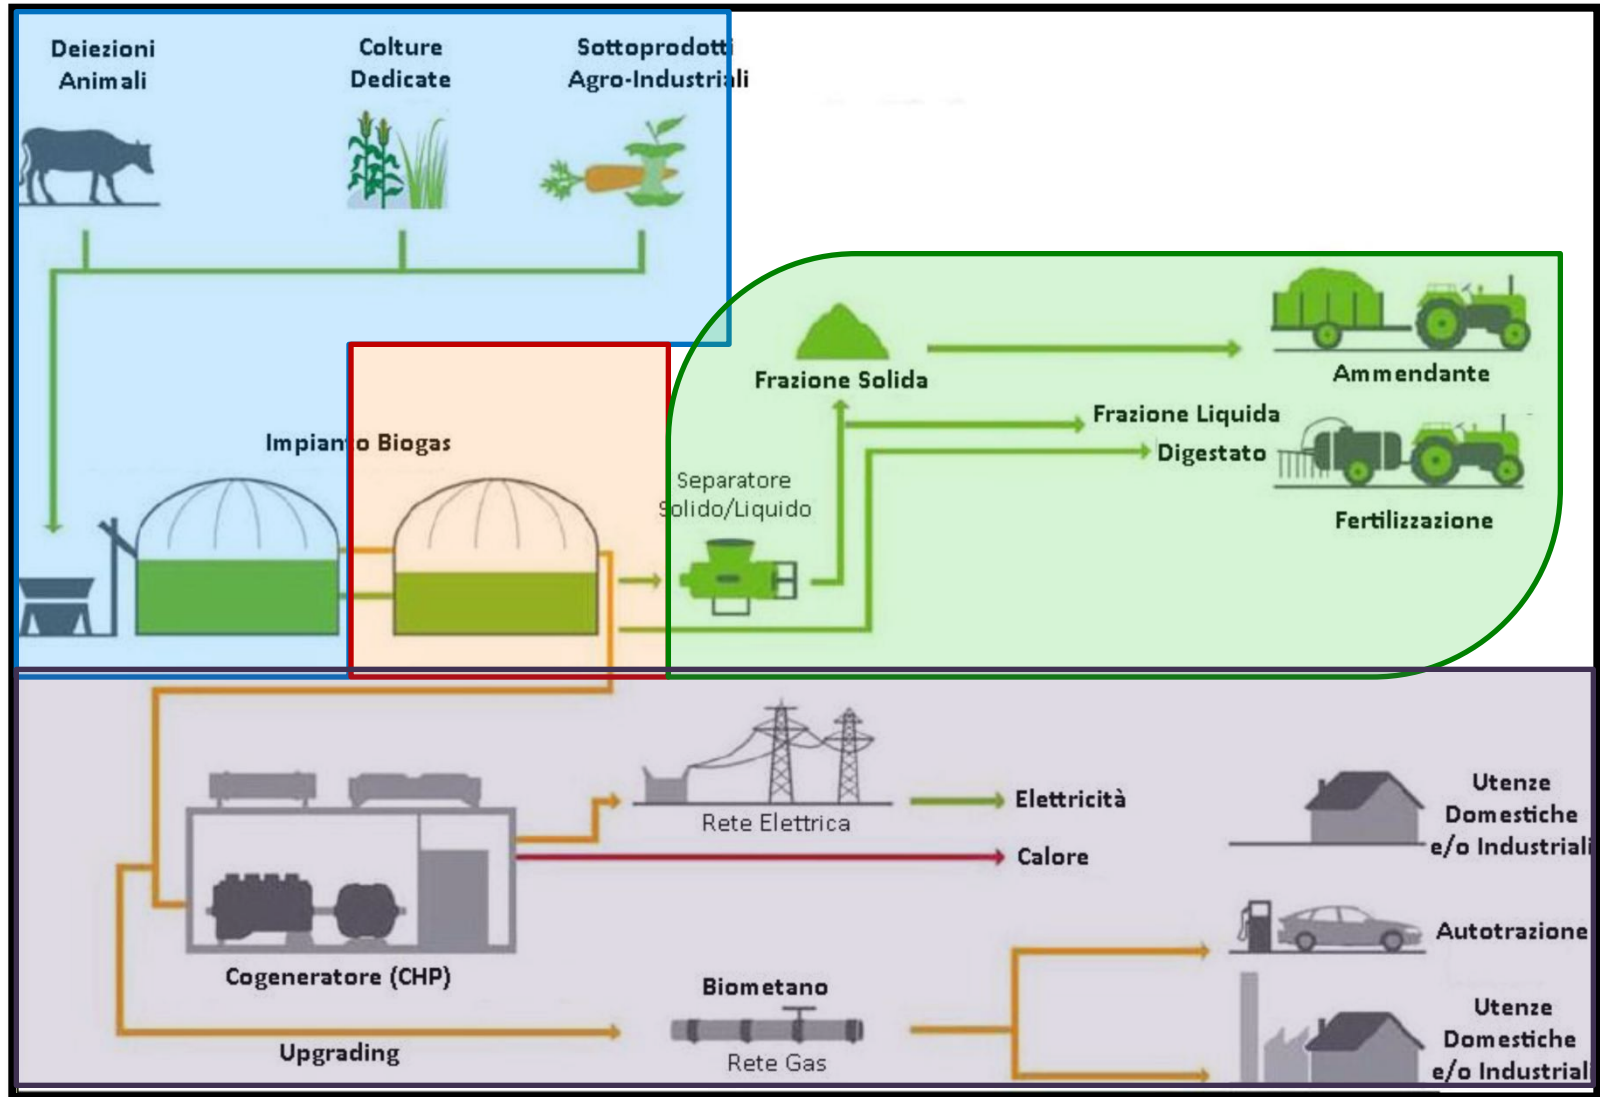 Deiezioni
Animali
Colture
Dedicate
Sottoprodotti
Agro-Industriali
Frazione Solida
Ammendante
Frazione Liquida
Digestato
Impianto Biogas
Separatore
Solido/Liquido
Fertilizzazione
Rete Elettrica
Elettricità
Calore
Utenze
Domestiche
e/o Industriali
Cogeneratore (CHP)
Autotrazione
Biometano
Upgrading
Rete Gas
Utenze
Domestiche
e/o Industriali